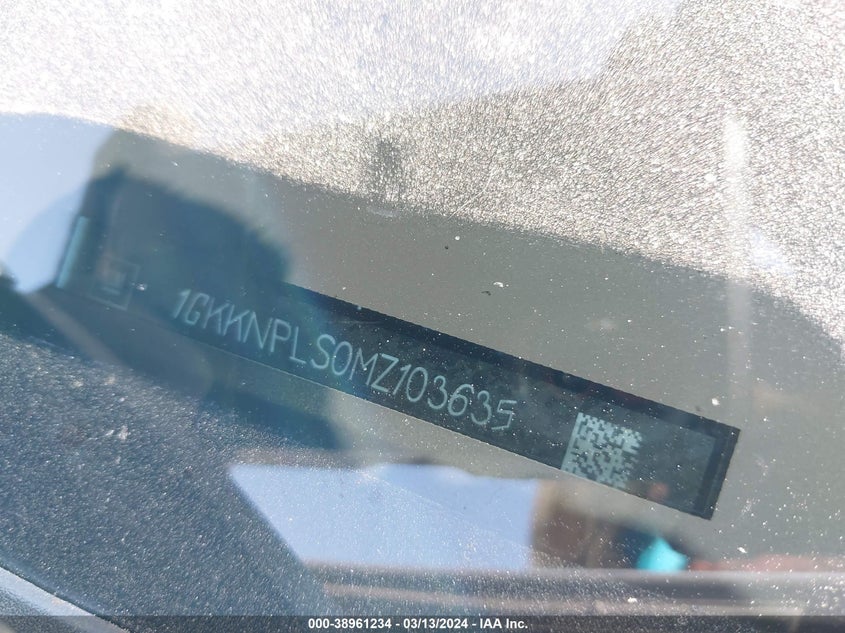 1GKKNPLS0MZ103635
000-38961234 - 03/13/2024 - IAA Inc.